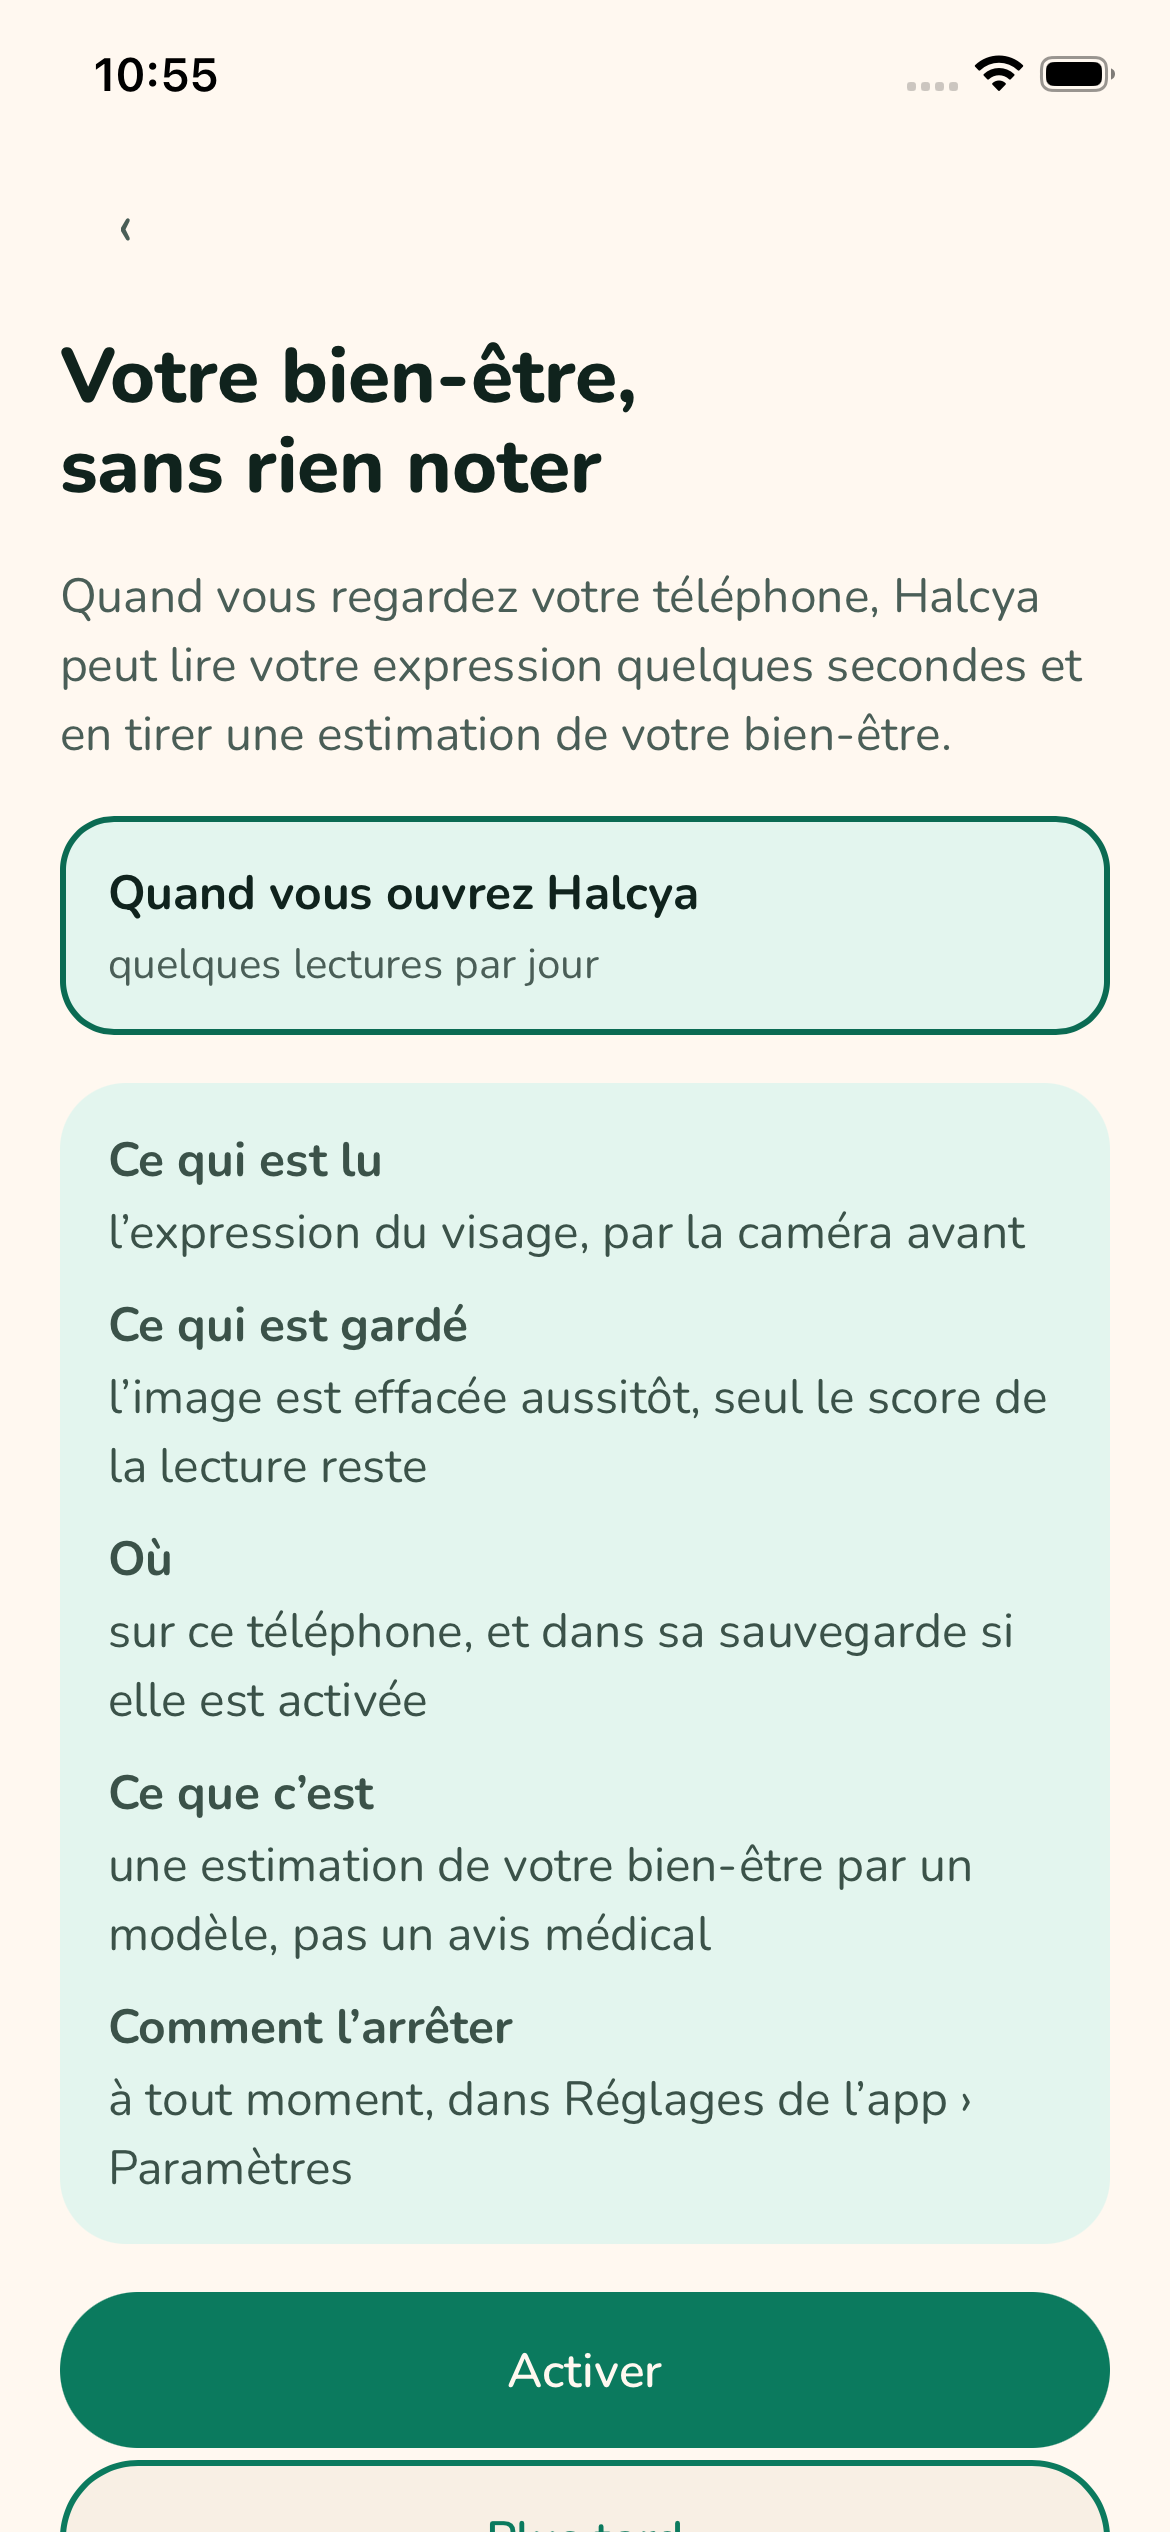 10:55
‹
Votre bien-être,
sans rien noter
Quand vous regardez votre téléphone, Halcya
peut lire votre expression quelques secondes et
en tirer une estimation de votre bien-être.
Quand vous ouvrez Halcya
quelques lectures par jour
Ce qui est lu
l’expression du visage, par la caméra avant
Ce qui est gardé
l’image est effacée aussitôt, seul le score de
la lecture reste
Où
sur ce téléphone, et dans sa sauvegarde si
elle est activée
Ce que c’est
une estimation de votre bien-être par un
modèle, pas un avis médical
Comment l’arrêter
à tout moment, dans Réglages de l’app ›
Paramètres
Activer
Plus tard